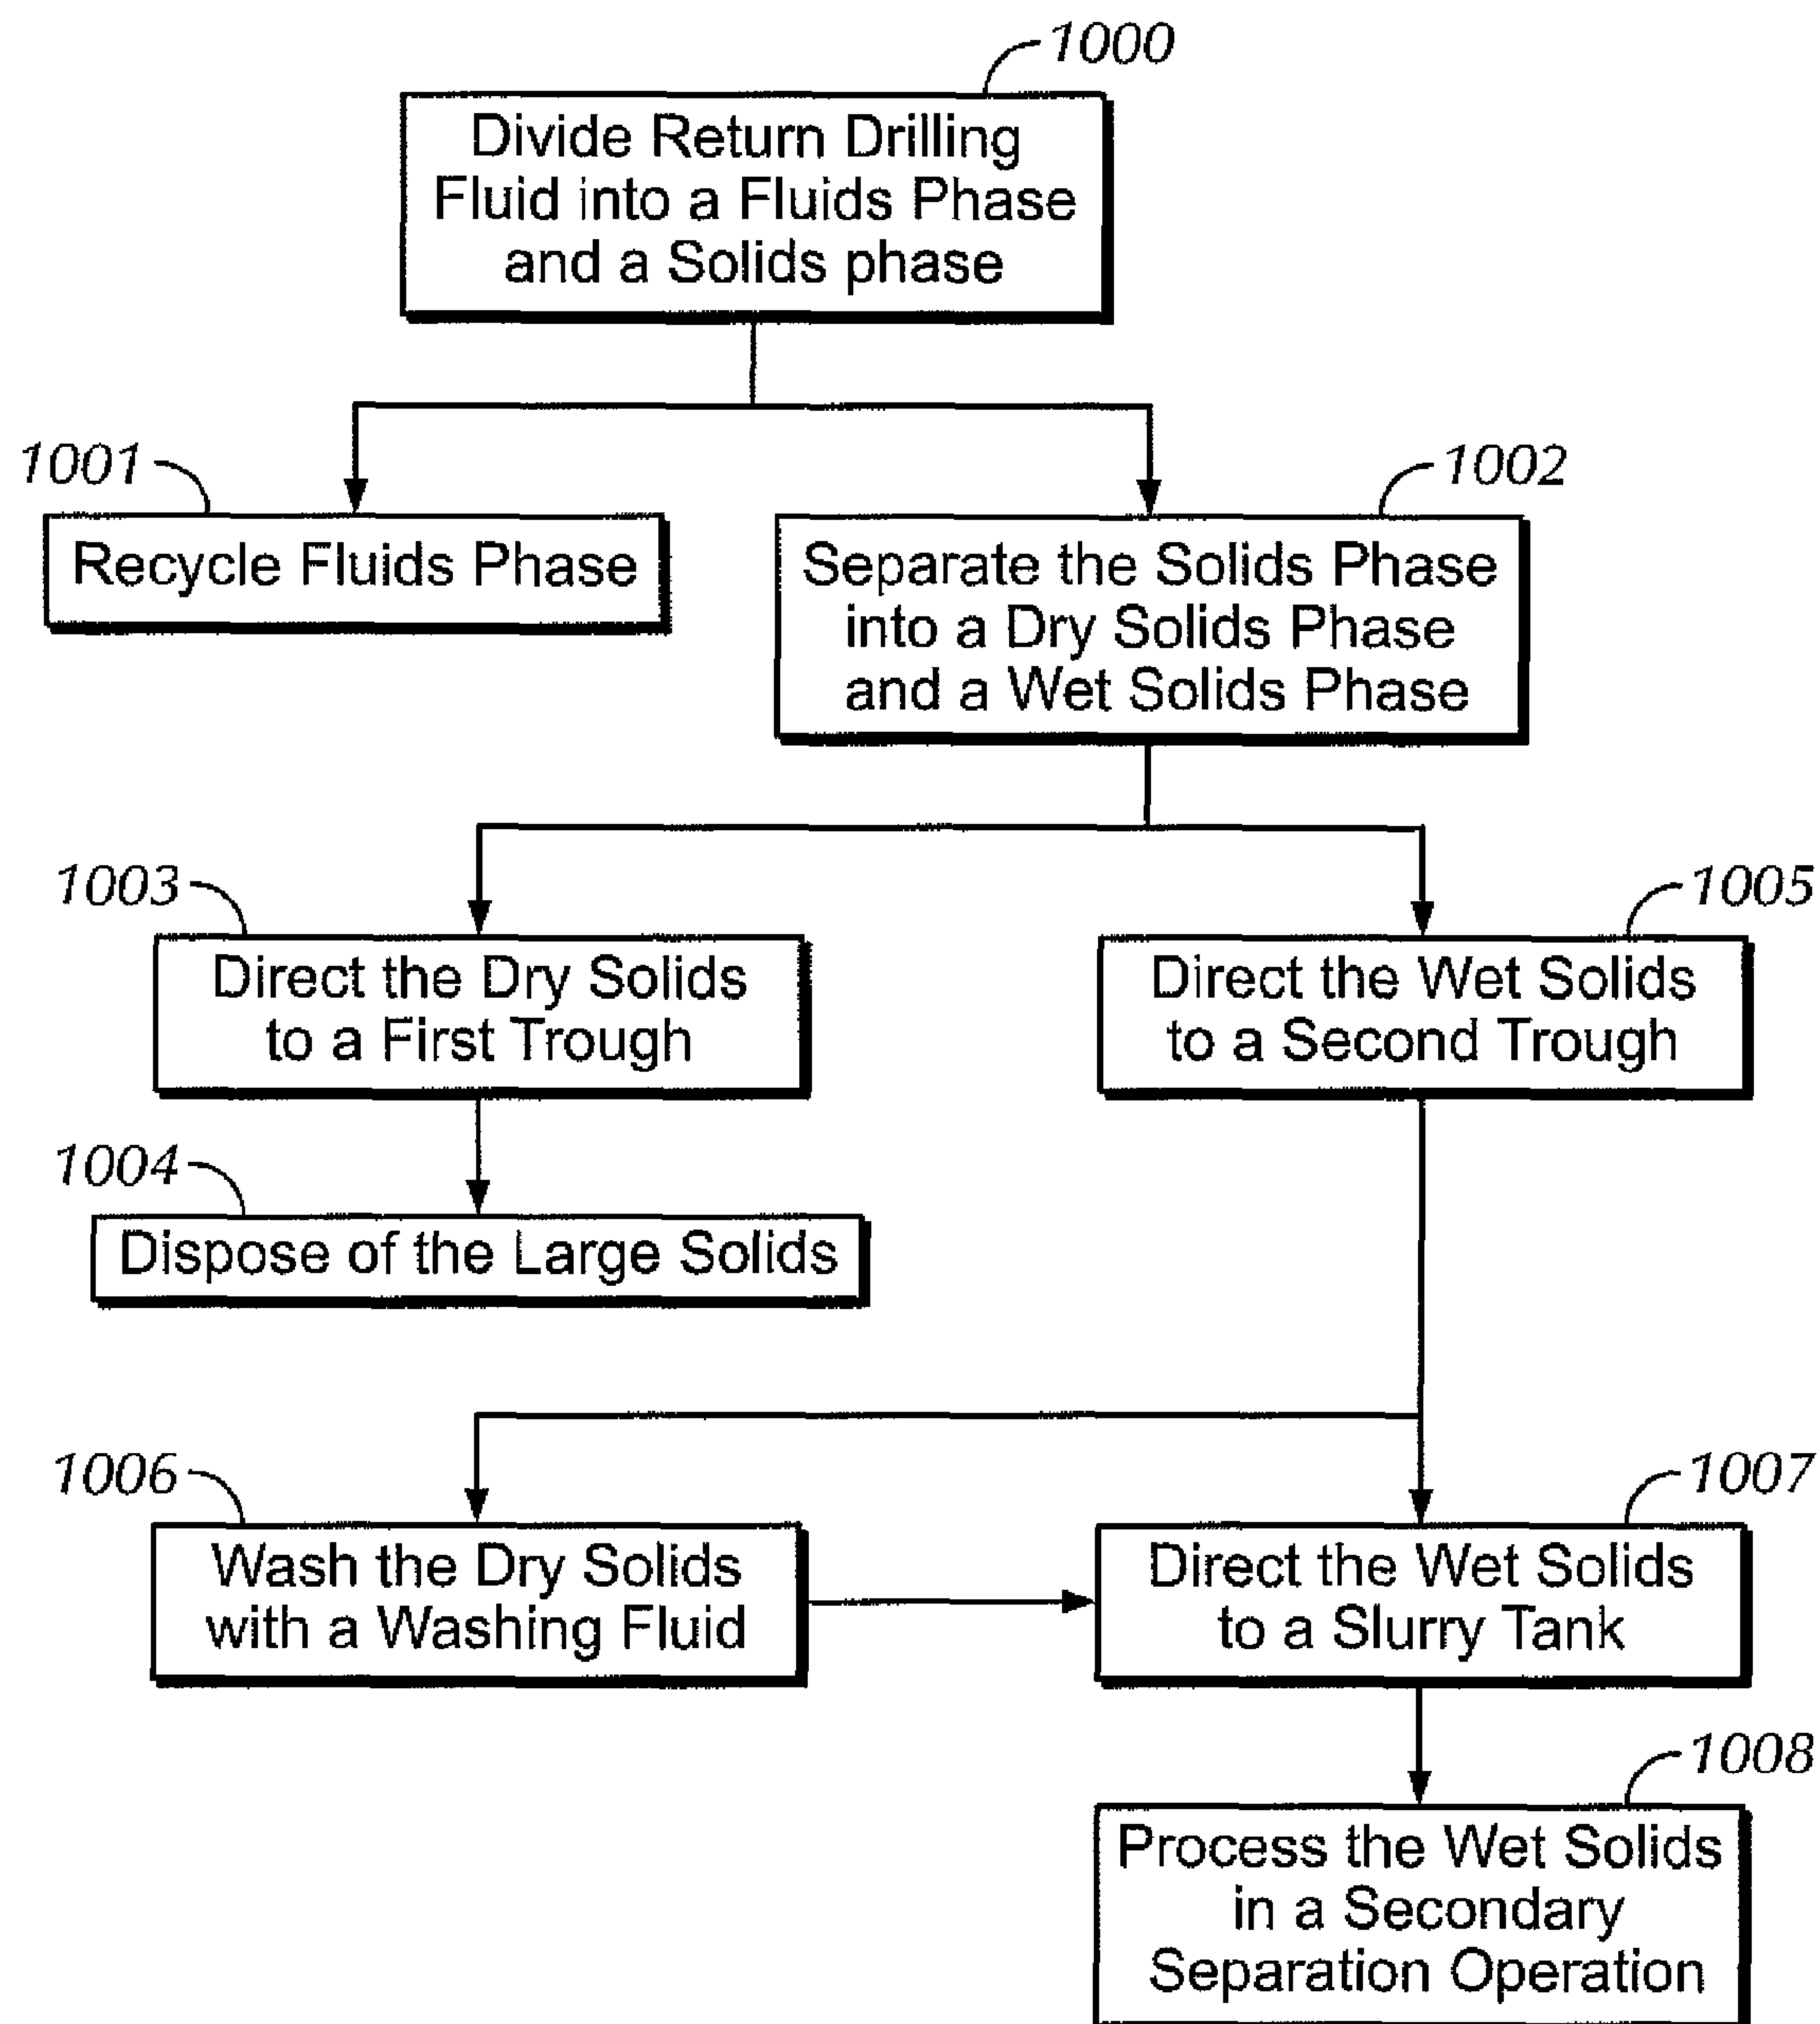 1000
Divide Return Drilling
Fluid into a Fluids Phase
and a Solids phase
1001
Recycle Fluids Phase
1002
Separate the Solids Phase
into a Dry Solids Phase
and a Wet Solids Phase
1003
Direct the Dry Solids
to a First Trough
1005
Direct the Wet Solids
to a Second Trough
1004
Dispose of the Large Solids
1006
Wash the Dry Solids
with a Washing Fluid
1007
Direct the Wet Solids
to a Slurry Tank
1008
Process the Wet Solids
in a Secondary
Separation Operation